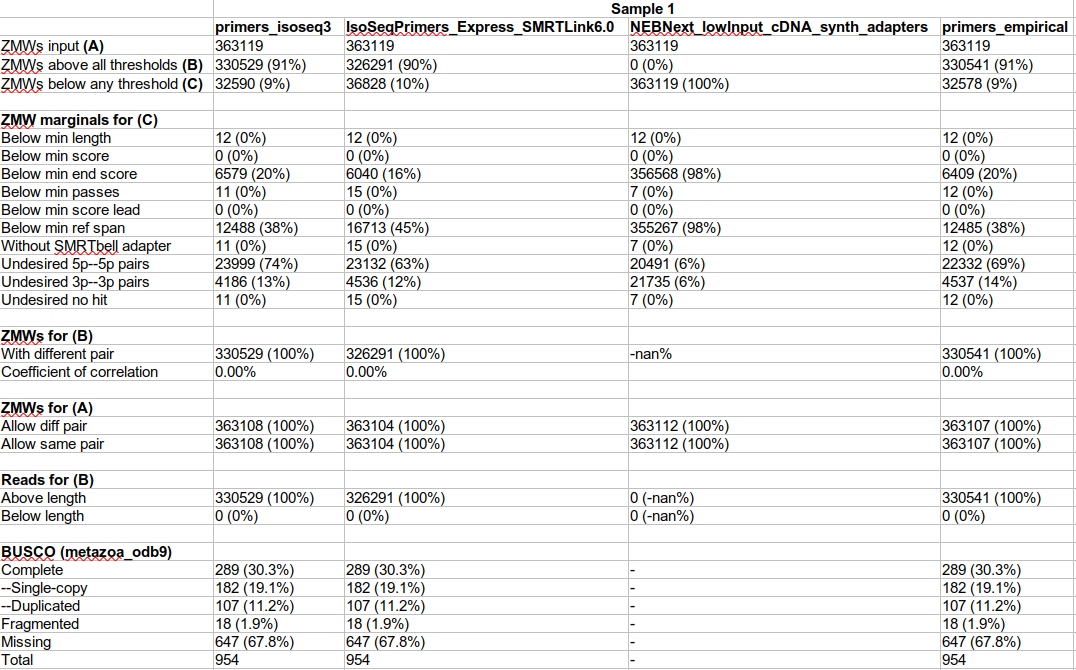 Sample 1
primers_isoseq3 IsoSeqPrimers_Express_SMRTLink6.0 NEBNext_lowInput_cDNA_synth_adapters primers_empirical
ZMWs input (A) 363119 363119 363119 363119
ZMWs above all thresholds (B) 330529 (91%) 326291 (90%) 0 (0%) 330541 (91%)
ZMWs below any threshold (C) 32590 (9%) 36828 (10%) 363119 (100%) 32578 (9%)
ZMW marginals for (C)
Below min length 12 (0%) 12 (0%) 12 (0%) 12 (0%)
Below min score 0 (0%) 0 (0%) 0 (0%) 0 (0%)
Below min end score 6579 (20%) 6040 (16%) 356568 (98%) 6409 (20%)
Below min passes 11 (0%) 15 (0%) 7 (0%) 12 (0%)
Below min score lead 0 (0%) 0 (0%) 0 (0%) 0 (0%)
Below min ref span 12488 (38%) 16713 (45%) 355267 (98%) 12485 (38%)
Without SMRTbell adapter 11 (0%) 15 (0%) 7 (0%) 12 (0%)
Undesired 5p--5p pairs 23999 (74%) 23132 (63%) 20491 (6%) 22332 (69%)
Undesired 3p--3p pairs 4186 (13%) 4536 (12%) 21735 (6%) 4537 (14%)
Undesired no hit 11 (0%) 15 (0%) 7 (0%) 12 (0%)
ZMWs for (B)
With different pair 330529 (100%) 326291 (100%) -nan% 330541 (100%)
Coefficient of correlation 0.00% 0.00% 0.00%
ZMWs for (A)
Allow diff pair 363108 (100%) 363104 (100%) 363112 (100%) 363107 (100%)
Allow same pair 363108 (100%) 363104 (100%) 363112 (100%) 363107 (100%)
Reads for (B)
Above length 330529 (100%) 326291 (100%) 0 (-nan%) 330541 (100%)
Below length 0 (0%) 0 (0%) 0 (-nan%) 0 (0%)
BUSCO (metazoa_odb9)
Complete 289 (30.3%) 289 (30.3%) - 289 (30.3%)
--Single-copy 182 (19.1%) 182 (19.1%) - 182 (19.1%)
--Duplicated 107 (11.2%) 107 (11.2%) - 107 (11.2%)
Fragmented 18 (1.9%) 18 (1.9%) - 18 (1.9%)
Missing 647 (67.8%) 647 (67.8%) - 647 (67.8%)
Total 954 954 - 954